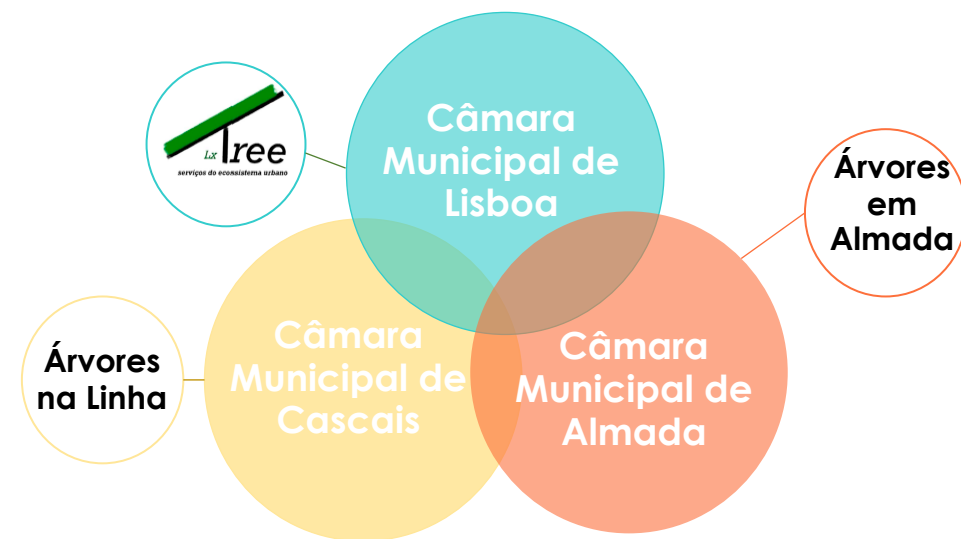 Câmara
Municipal de
Lisboa
Lx Tree
serviços do ecossistema urbano
Árvores
em
Almada
Câmara
Municipal de
Cascais
Câmara
Municipal de
Almada
Árvores
na Linha